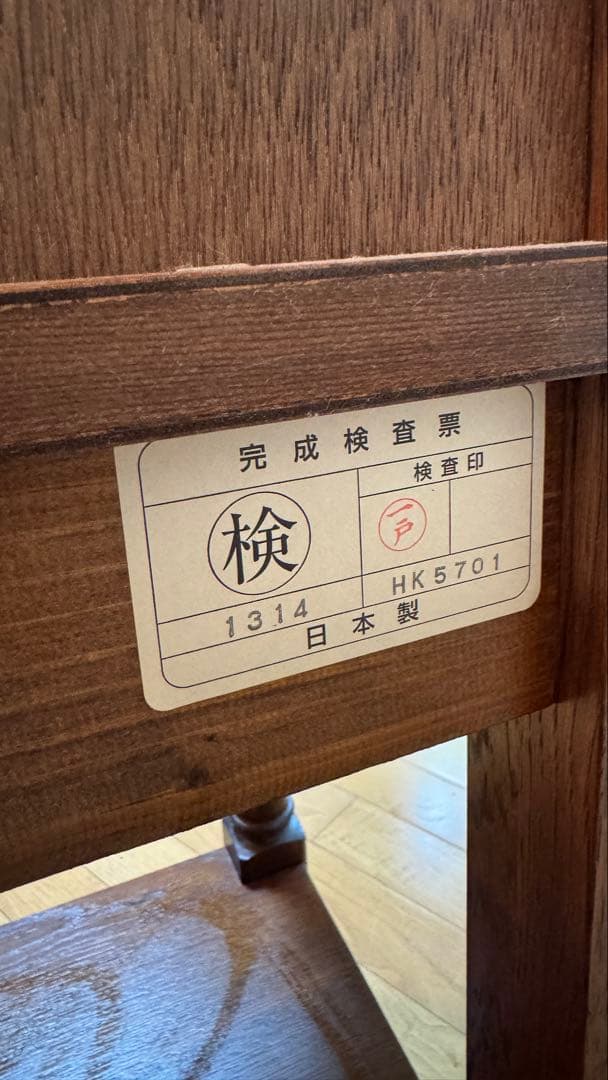 完成検査票
検査印
検
一戸
1314
HK5701
日本製